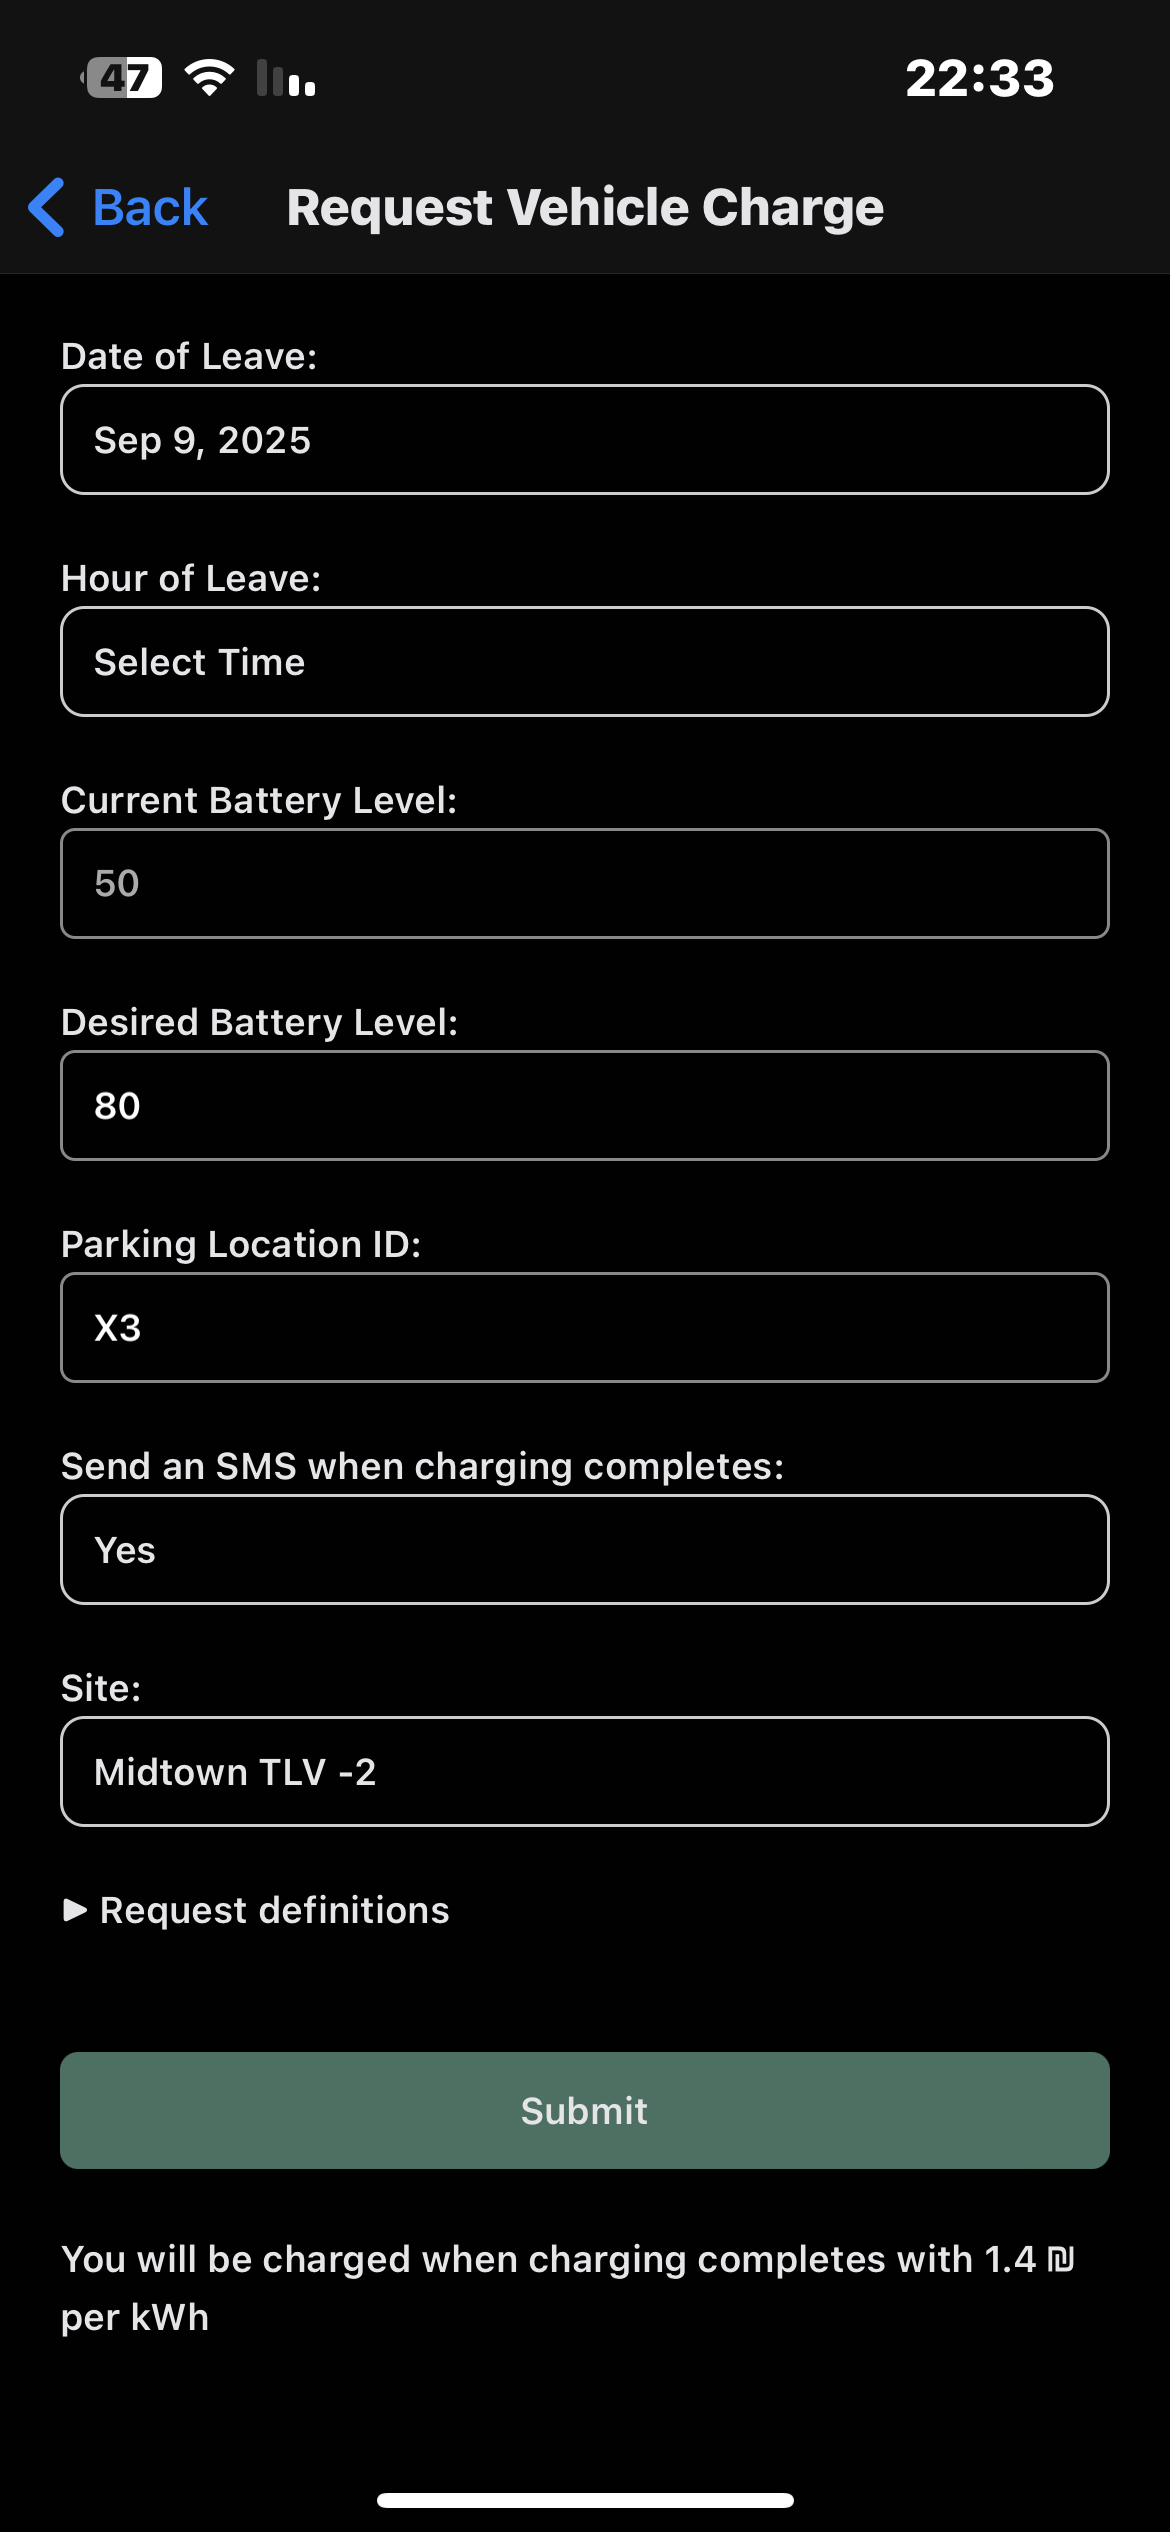 47
22:33
Back
Request Vehicle Charge
Date of Leave:
Sep 9, 2025
Hour of Leave:
Select Time
Current Battery Level:
50
Desired Battery Level:
80
Parking Location ID:
X3
Send an SMS when charging completes:
Yes
Site:
Midtown TLV -2
Request definitions
Submit
You will be charged when charging completes with 1.4 ₪
per kWh